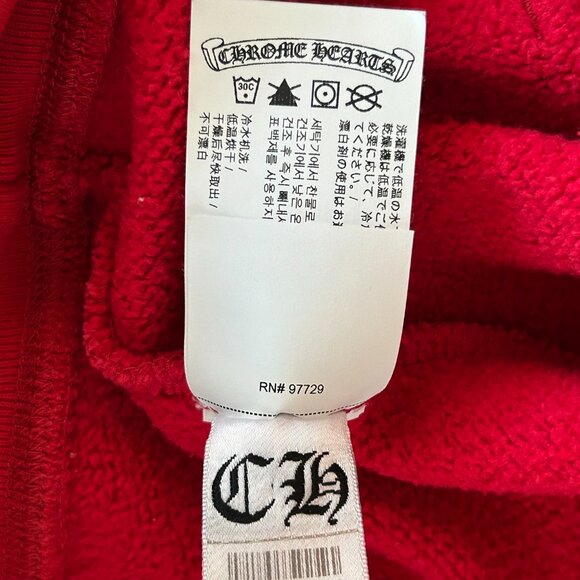 CHROME HEARTS
30C
洗濯機で低温の水
乾燥機は低温でご
必要に応じて、冷
てください。/
漂白剤の使用はお
세탁기에서 찬물로
건조기에서 낮은 온
건조 후 즉시
표백제를 사용하지
冷水机洗/
低温烘干/
干燥后尽快取出/
不可漂白
RN# 97729
CH